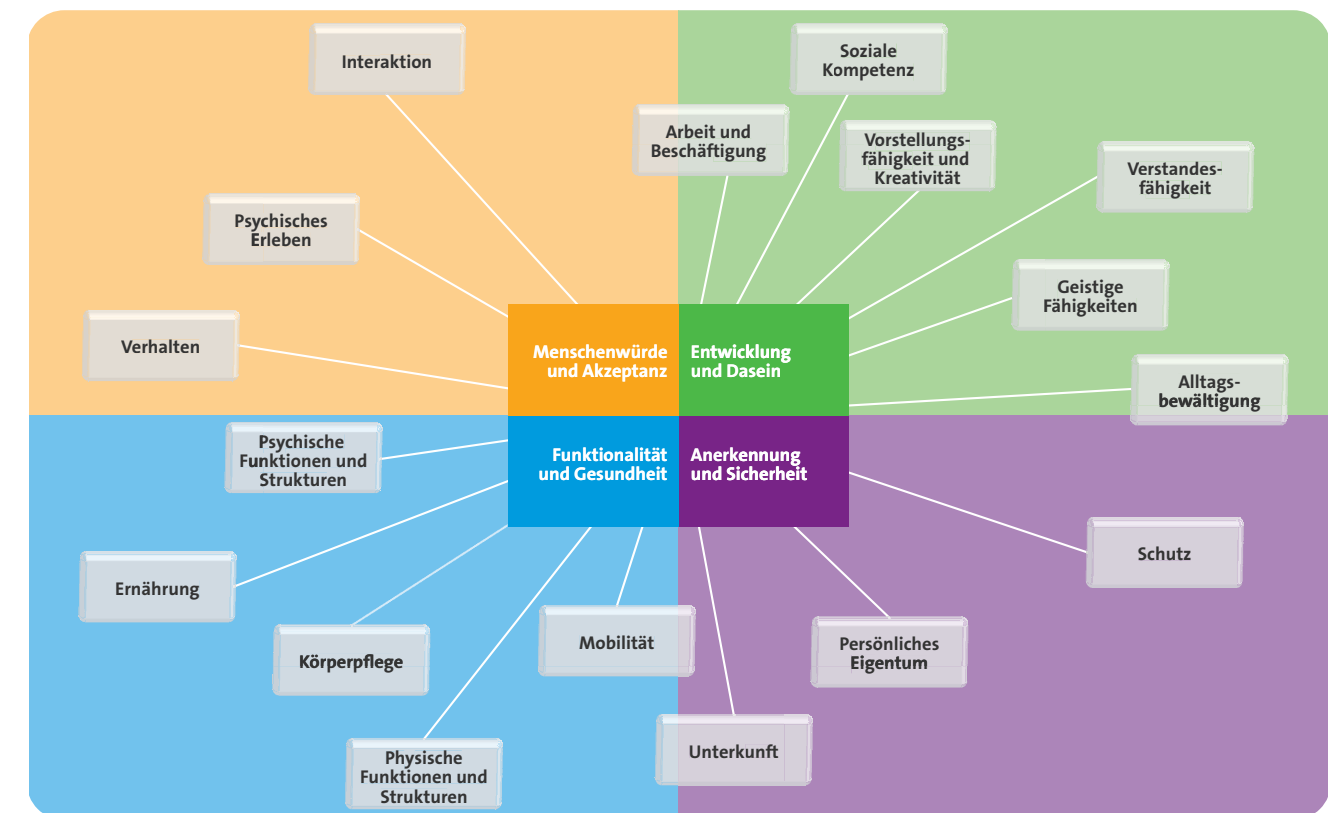 Interaktion
Psychisches
Erleben
Verhalten
Menschenwürde
und Akzeptanz
Soziale
Kompetenz
Arbeit und
Beschäftigung
Vorstellungs-
fähigkeit und
Kreativität
Verstandes-
fähigkeit
Geistige
Fähigkeiten
Alltags-
bewältigung
Entwicklung
und Dasein
Psychische
Funktionen und
Strukturen
Funktionalität
und Gesundheit
Ernährung
Körperpflege
Mobilität
Physische
Funktionen und
Strukturen
Anerkennung
und Sicherheit
Schutz
Persönliches
Eigentum
Unterkunft